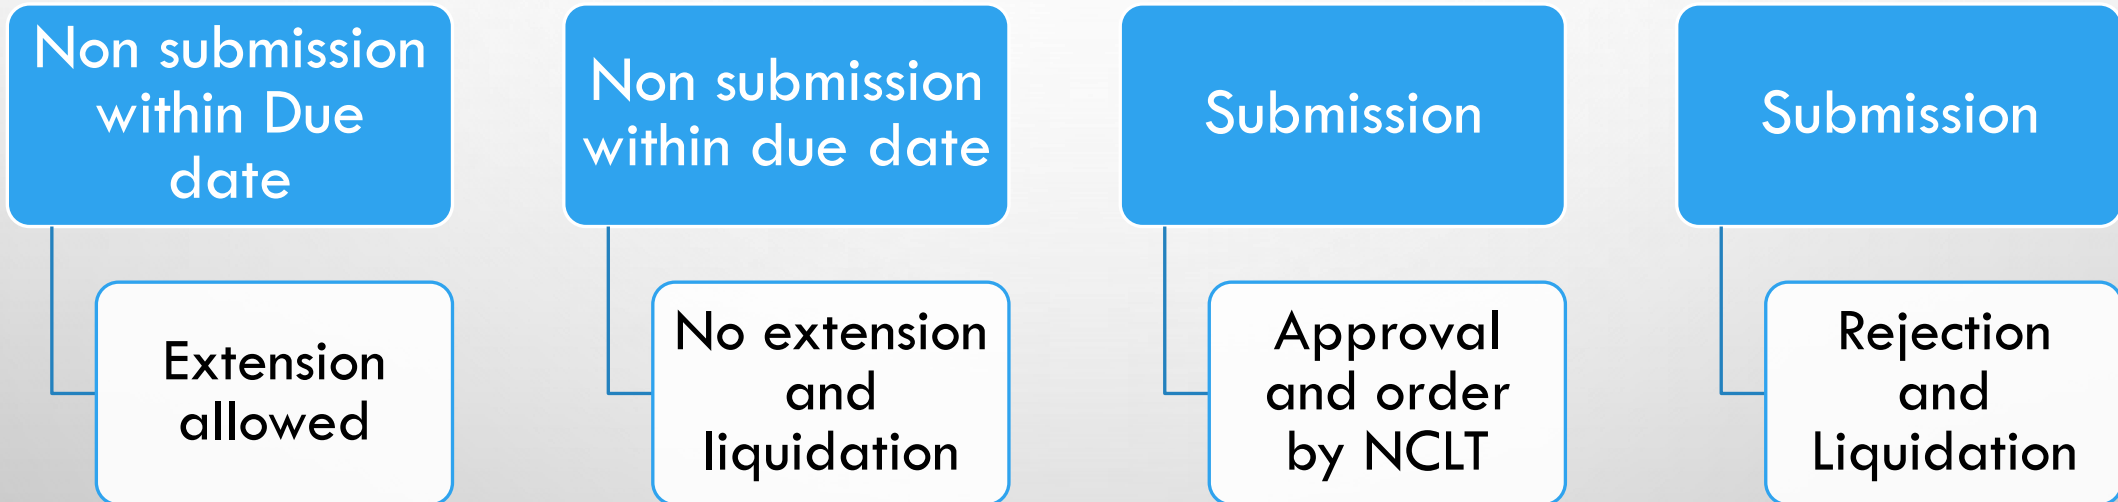 Non submission
within Due
date
Extension
allowed
Non submission
within due date
No extension
and
liquidation
Submission
Approval
and order
by NCLT
Submission
Rejection
and
Liquidation